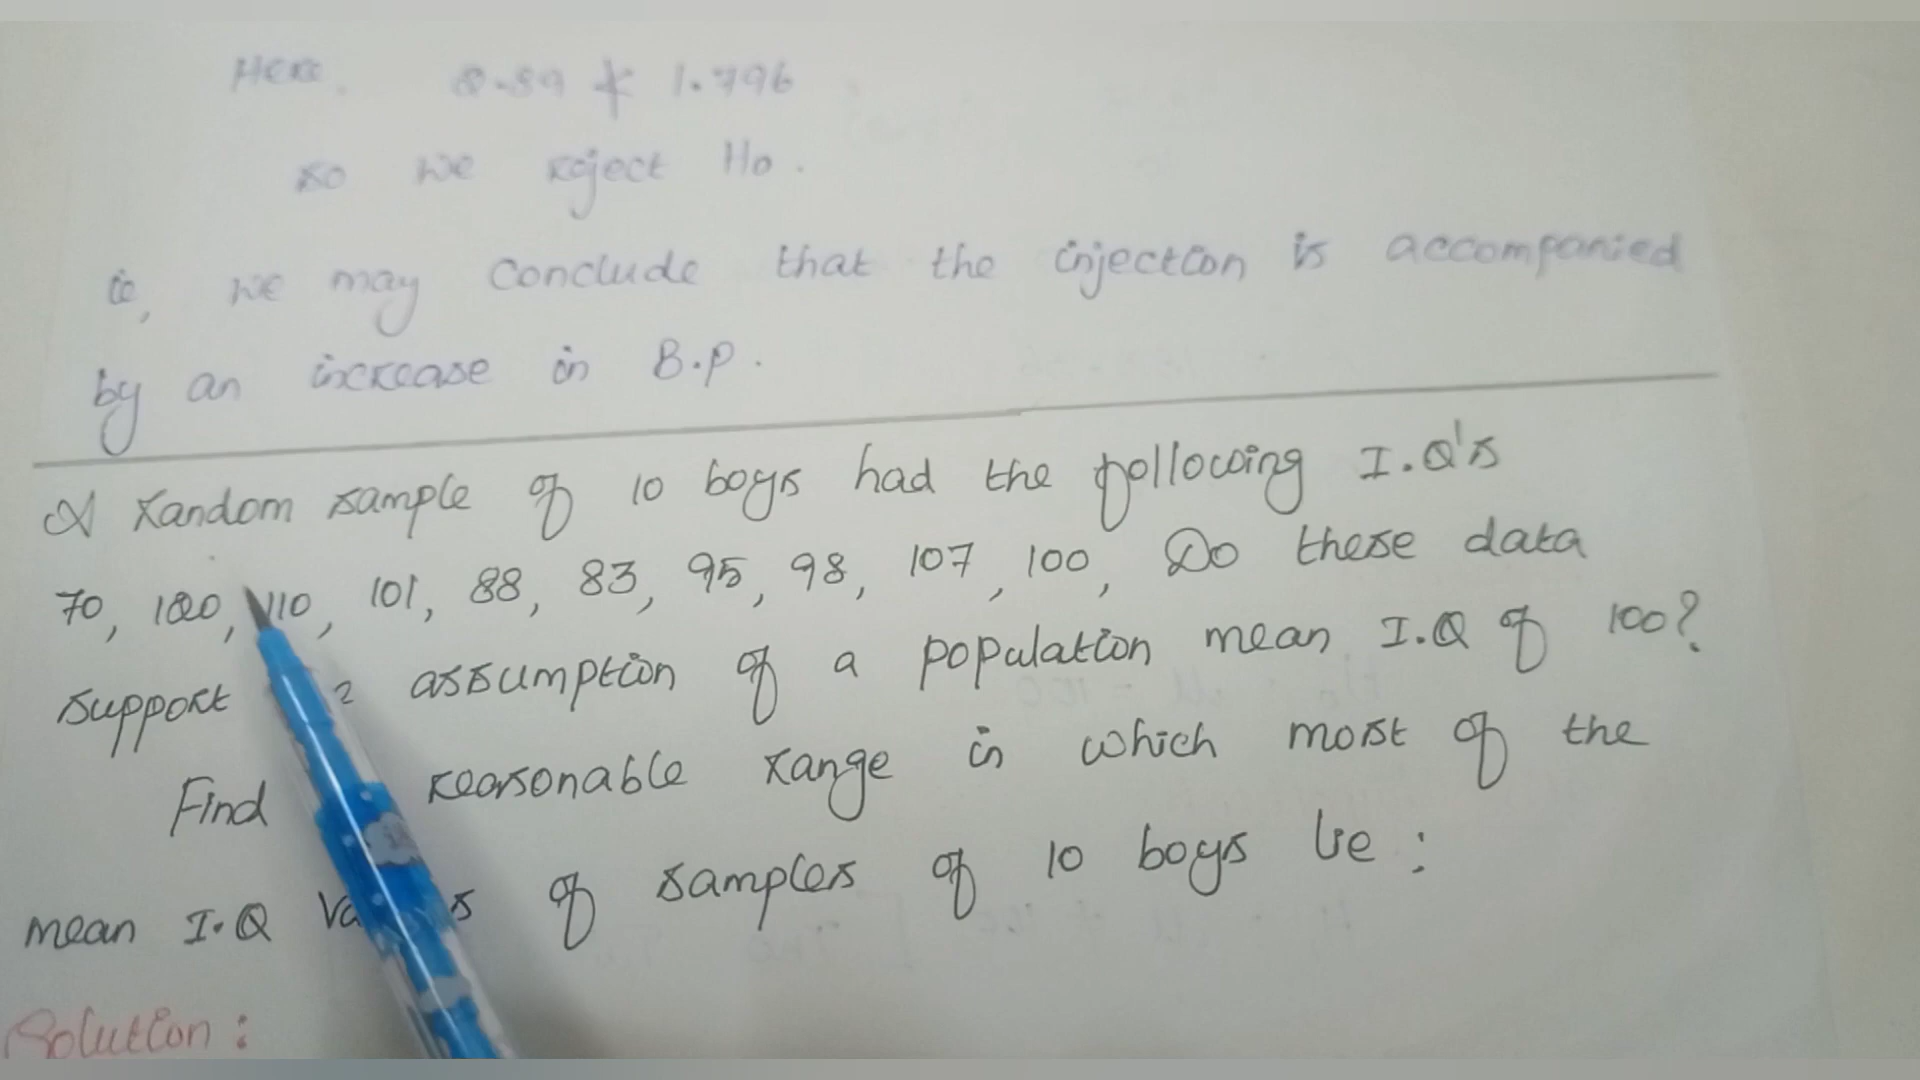 Here. 2.89 ≮ 1.796
so we reject Ho.
ie, we may conclude that the injection is accompanied
by an increase in B.P.
A random sample of 10 boys had the following I.Q's
70, 120, 110, 101, 88, 83, 95, 98, 107, 100, Do these data
support assumption of a population mean I.Q of 100?
Find reasonable range in which most of the
mean I.Q of samples of 10 boys lie :
Solution :